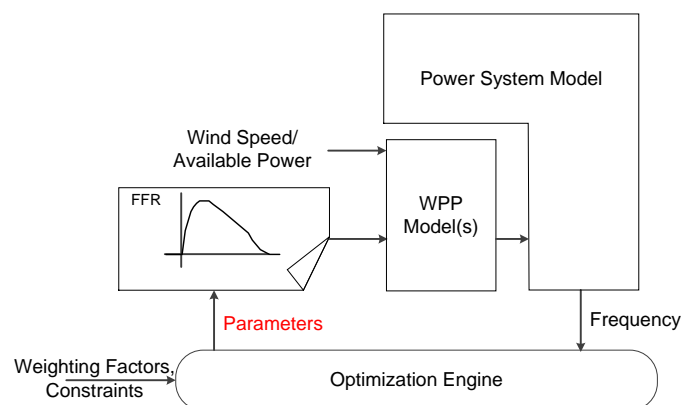 Power System Model
Wind Speed/
Available Power
FFR
WPP
Model(s)
Parameters
Frequency
Weighting Factors,
Constraints
Optimization Engine